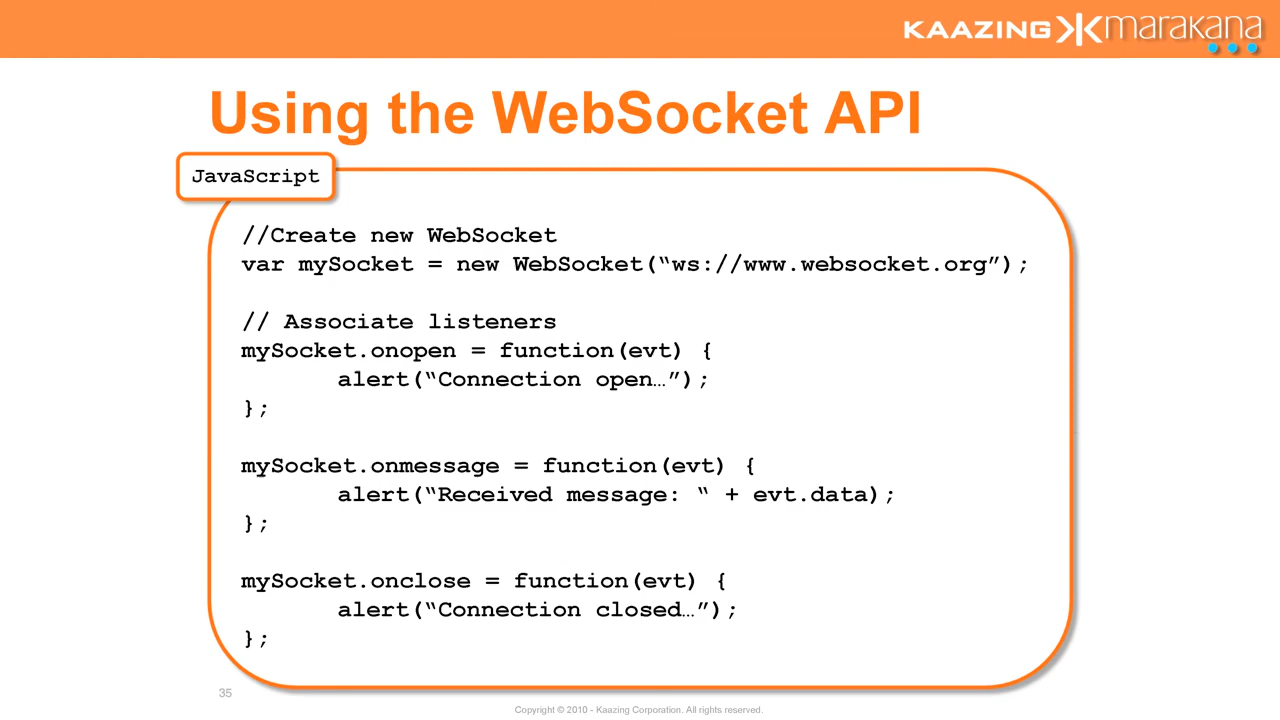 KAAZING marakana
Using the WebSocket API
JavaScript
//Create new WebSocket
var mySocket = new WebSocket(“ws://www.websocket.org”);
// Associate listeners
mySocket.onopen = function(evt) {
alert(“Connection open…”);
};
mySocket.onmessage = function(evt) {
alert(“Received message: “ + evt.data);
};
mySocket.onclose = function(evt) {
alert(“Connection closed…”);
};
35
Copyright © 2010 - Kaazing Corporation. All rights reserved.